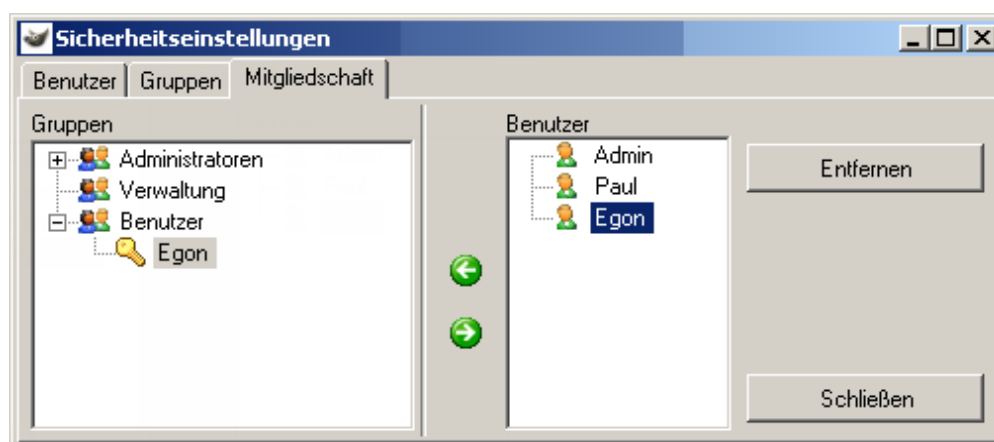 Sicherheitseinstellungen
Benutzer Gruppen Mitgliedschaft
Gruppen
Administratoren
Verwaltung
Benutzer
Egon
Benutzer
Admin
Paul
Egon
Entfernen
Schließen